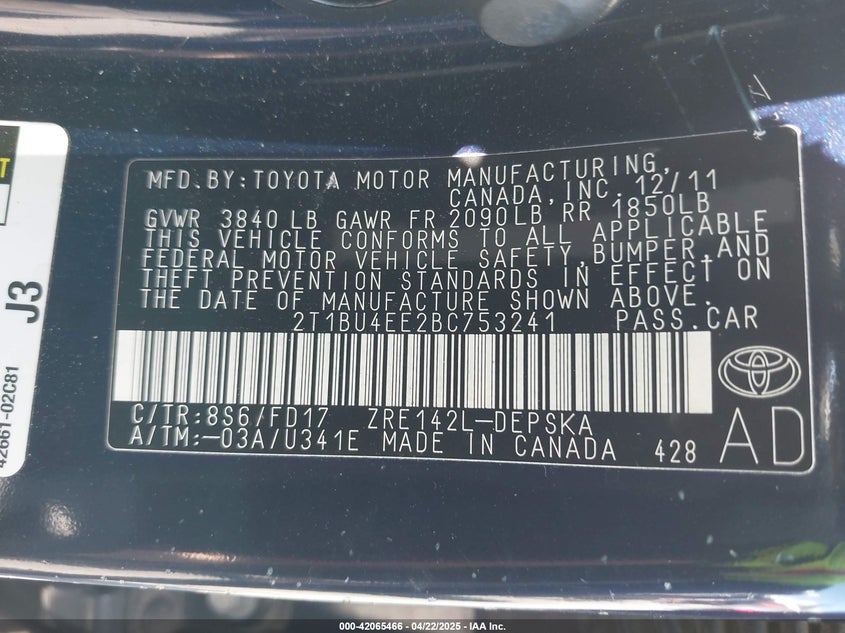 MFD.BY:TOYOTA MOTOR MANUFACTURING,
CANADA,INC. 12/11
GVWR 3840 LB GAWR FR 2090LB RR 1850LB
THIS VEHICLE CONFORMS TO ALL APPLICABLE
FEDERAL MOTOR VEHICLE SAFETY,BUMPER,AND
THEFT PREVENTION STANDARDS IN EFFECT ON
THE DATE OF MANUFACTURE SHOWN ABOVE.
2T1BU4EE2BC753241 PASS.CAR
C/TR:8S6/FD17 ZRE142L-DEPSKA
A/TM:-03A/U341E MADE IN CANADA 428
AD
J3
42661-02C81
000-42065466 - 04/22/2025 - IAA Inc.